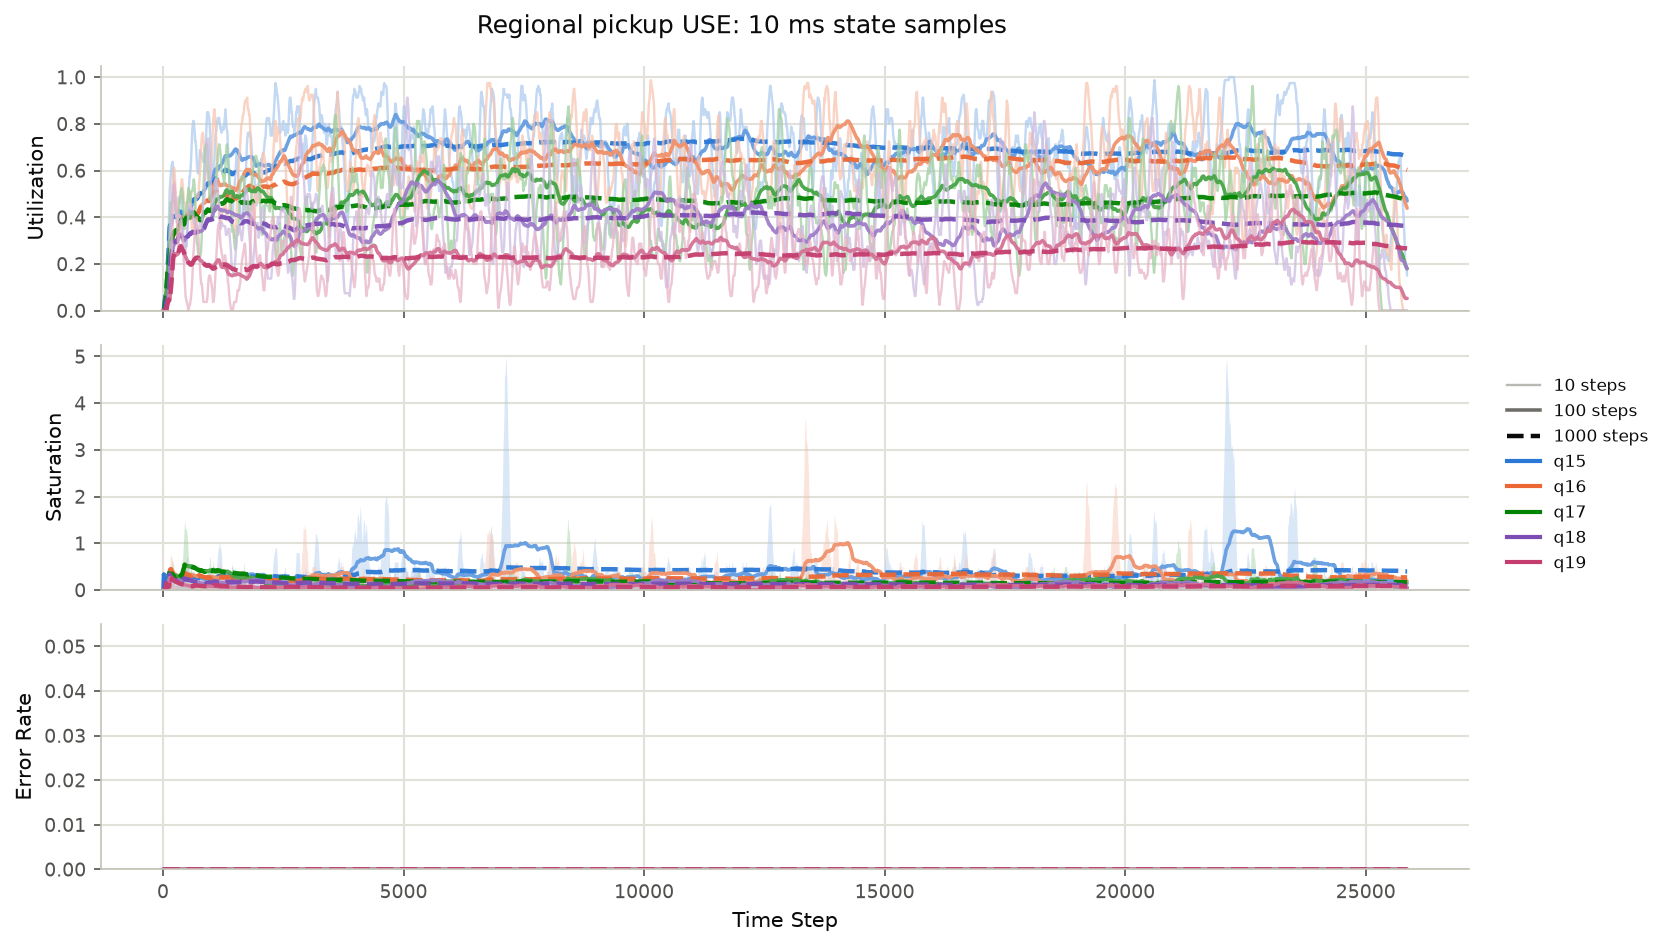 Regional pickup USE: 10 ms state samples
Utilization
1.0
0.8
0.6
0.4
0.2
0.0
Saturation
5
4
3
2
1
0
10 steps
100 steps
1000 steps
q15
q16
q17
q18
q19
Error Rate
0.05
0.04
0.03
0.02
0.01
0.00
0 5000 10000 15000 20000 25000
Time Step